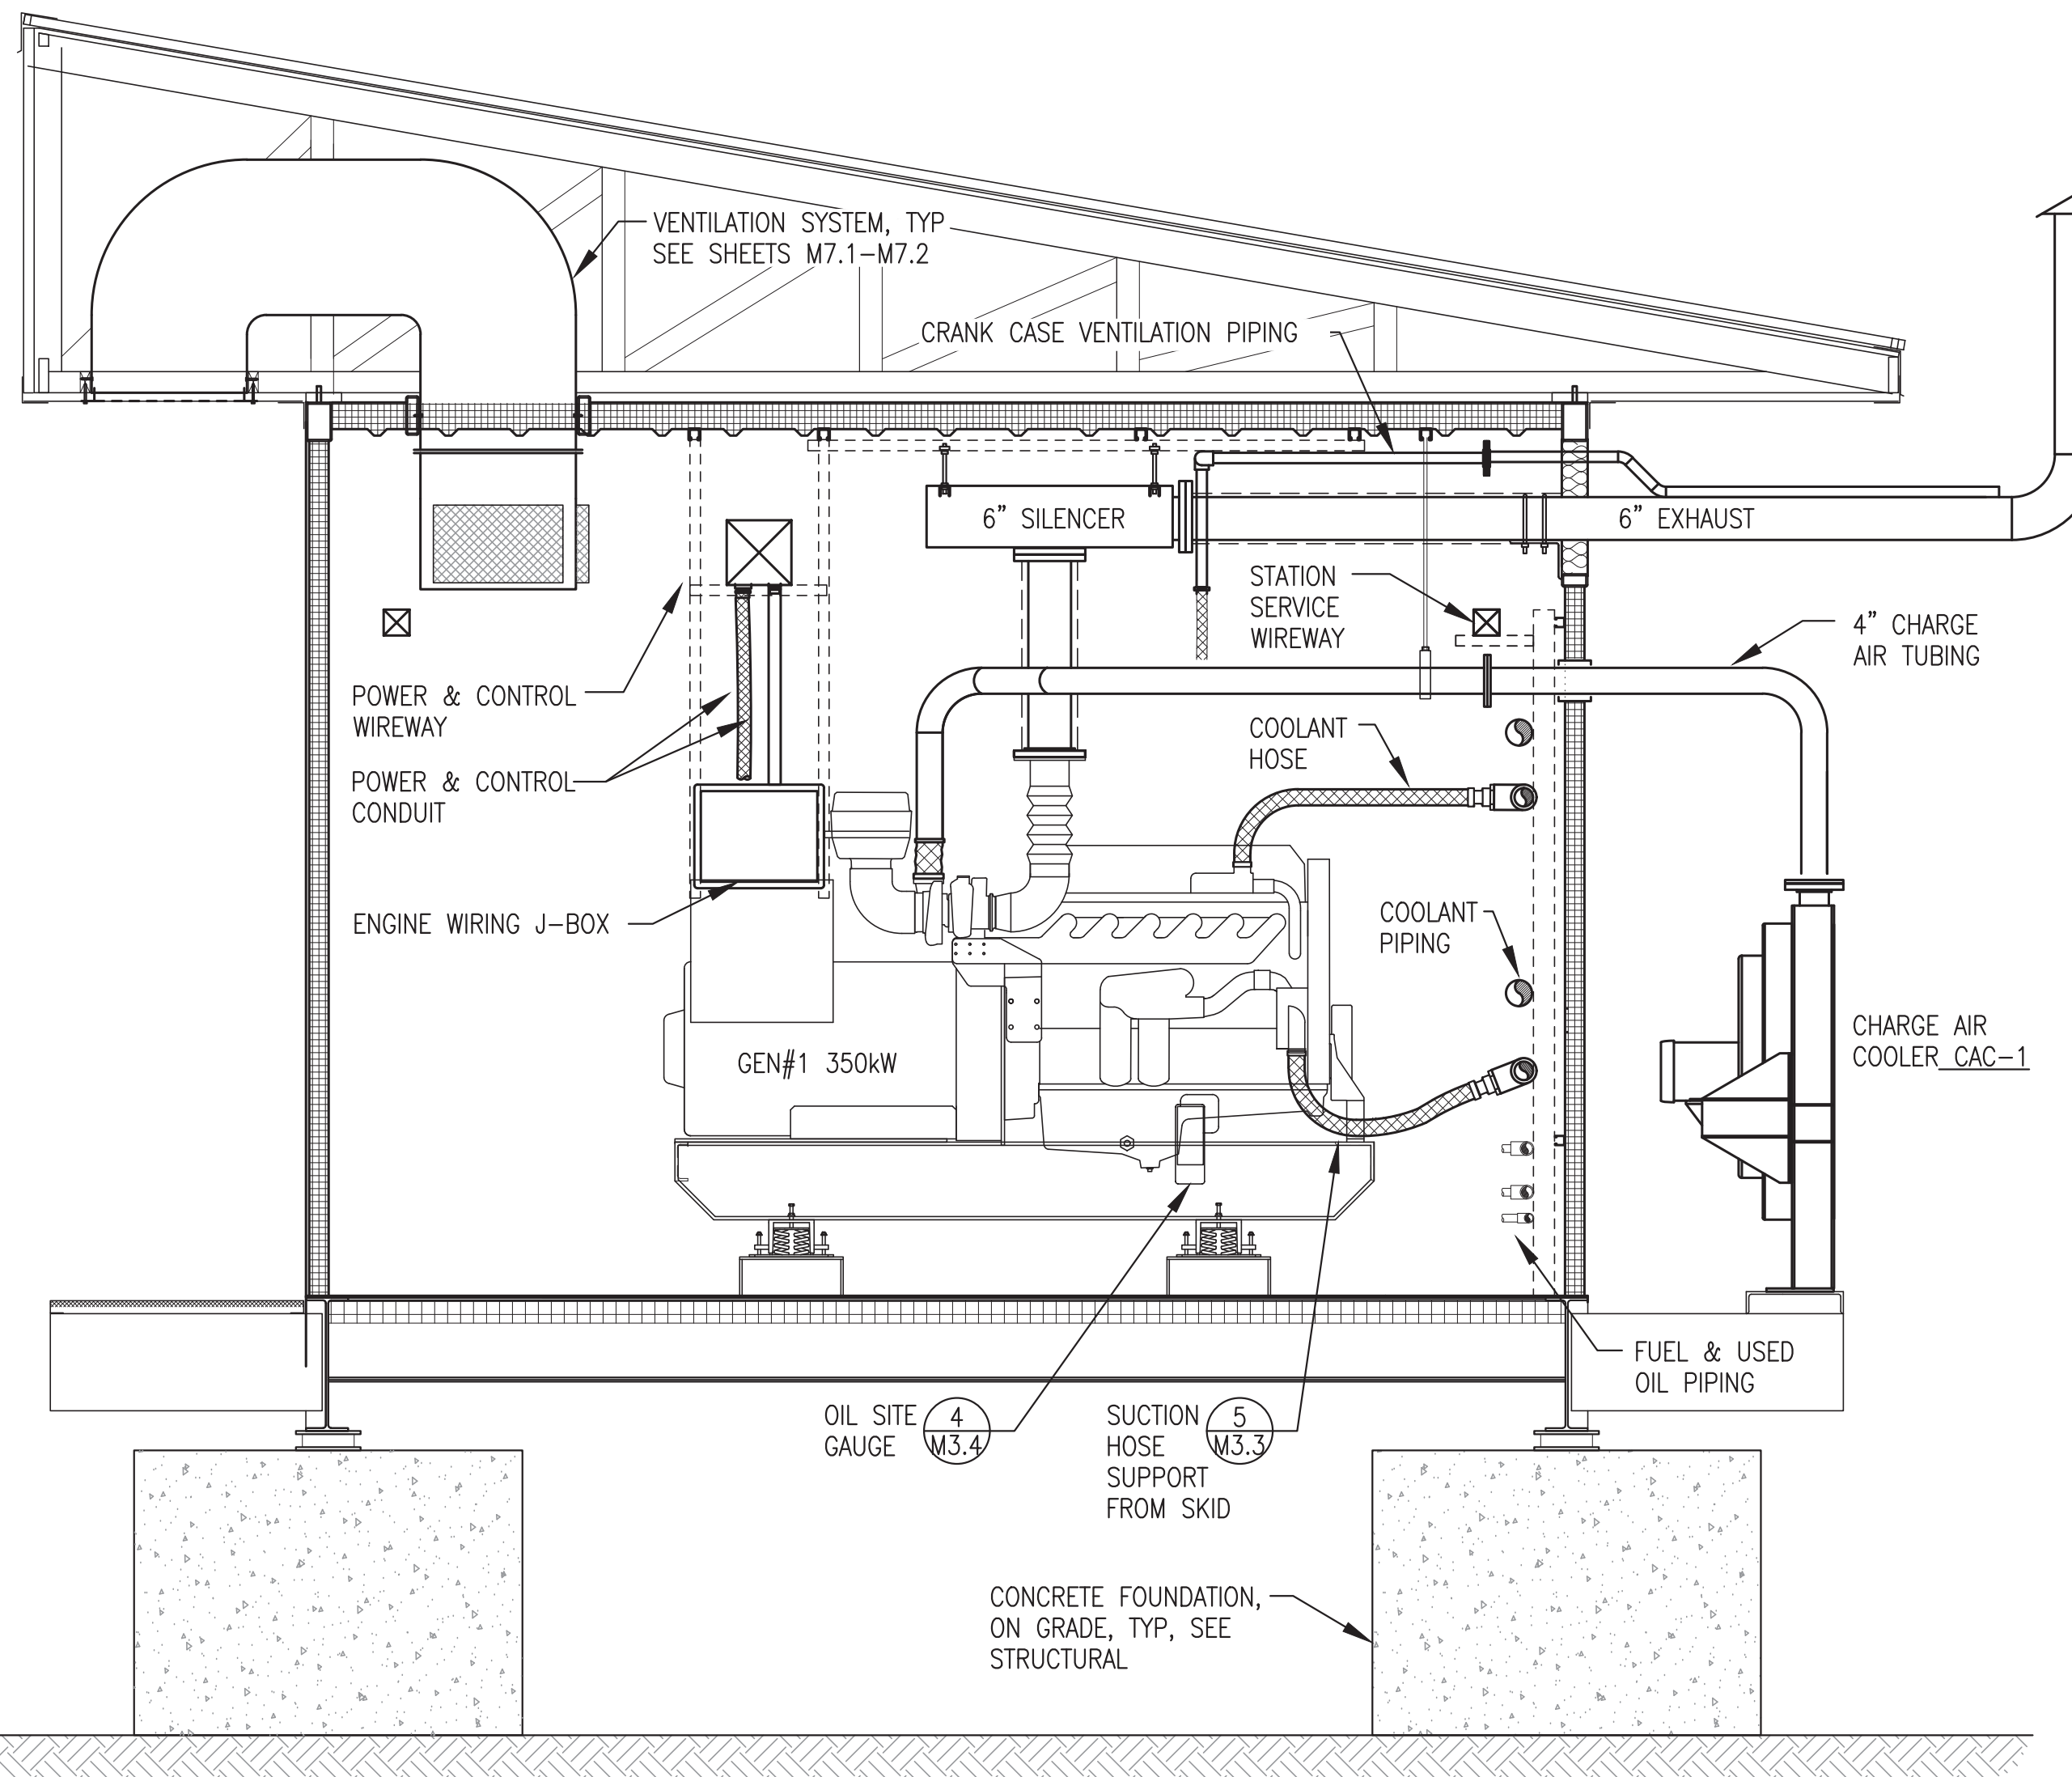 VENTILATION SYSTEM, TYP
SEE SHEETS M7.1-M7.2
CRANK CASE VENTILATION PIPING
6" SILENCER
6" EXHAUST
STATION
SERVICE
WIREWAY
4" CHARGE
AIR TUBING
POWER & CONTROL
WIREWAY
COOLANT
HOSE
POWER & CONTROL
CONDUIT
ENGINE WIRING J-BOX
COOLANT
PIPING
GEN#1 350kW
CHARGE AIR
COOLER CAC-1
FUEL & USED
OIL PIPING
OIL SITE
GAUGE
4
M3.4
SUCTION
HOSE
SUPPORT
FROM SKID
5
M3.3
CONCRETE FOUNDATION,
ON GRADE, TYP, SEE
STRUCTURAL